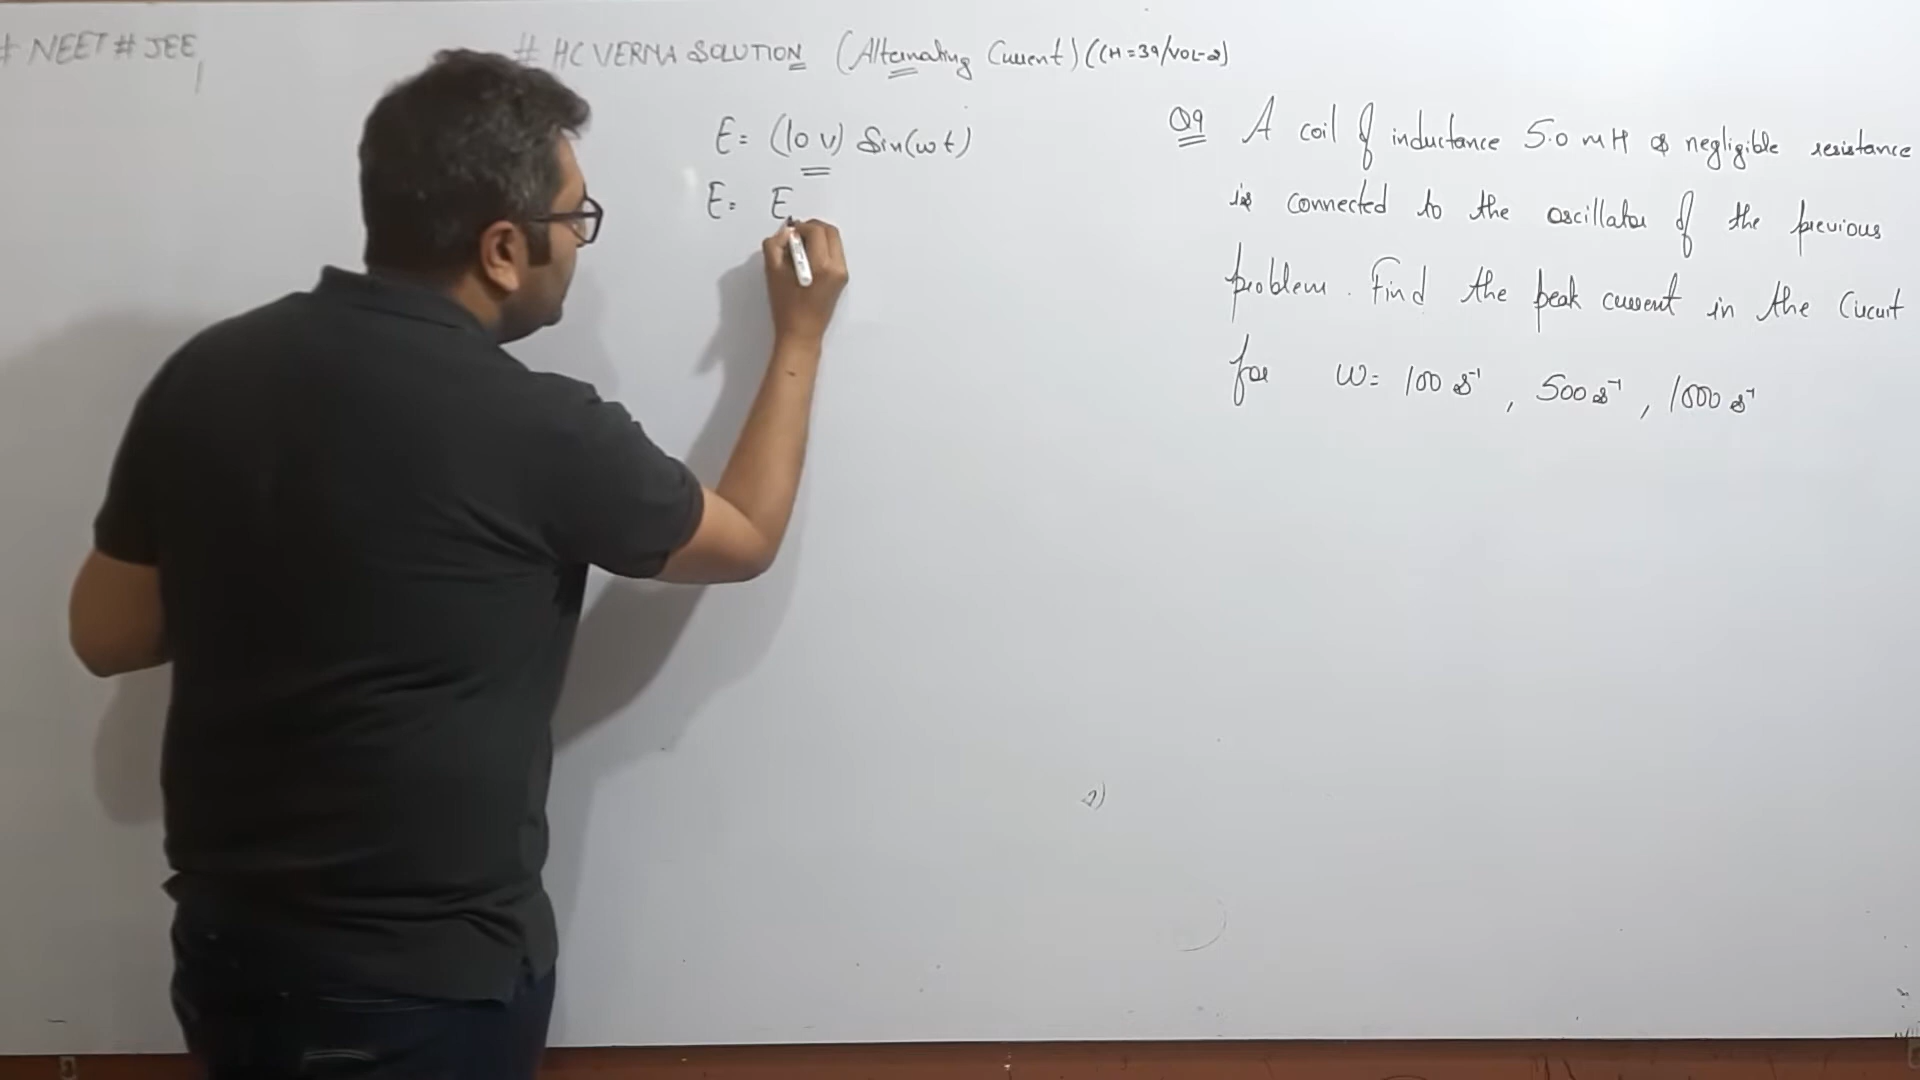 # NEET # JEE
# HC VERMA SOLUTION (Alternating Current) (CH=39/VOL-2)
E= (10 V) Sin(ωt)
E= E
Q9 A coil of inductance 5.0 mH & negligible resistance
is connected to the oscillator of the previous
problem. Find the peak current in the Circuit
for ω= 100 s⁻¹, 500 s⁻¹, 1000 s⁻¹